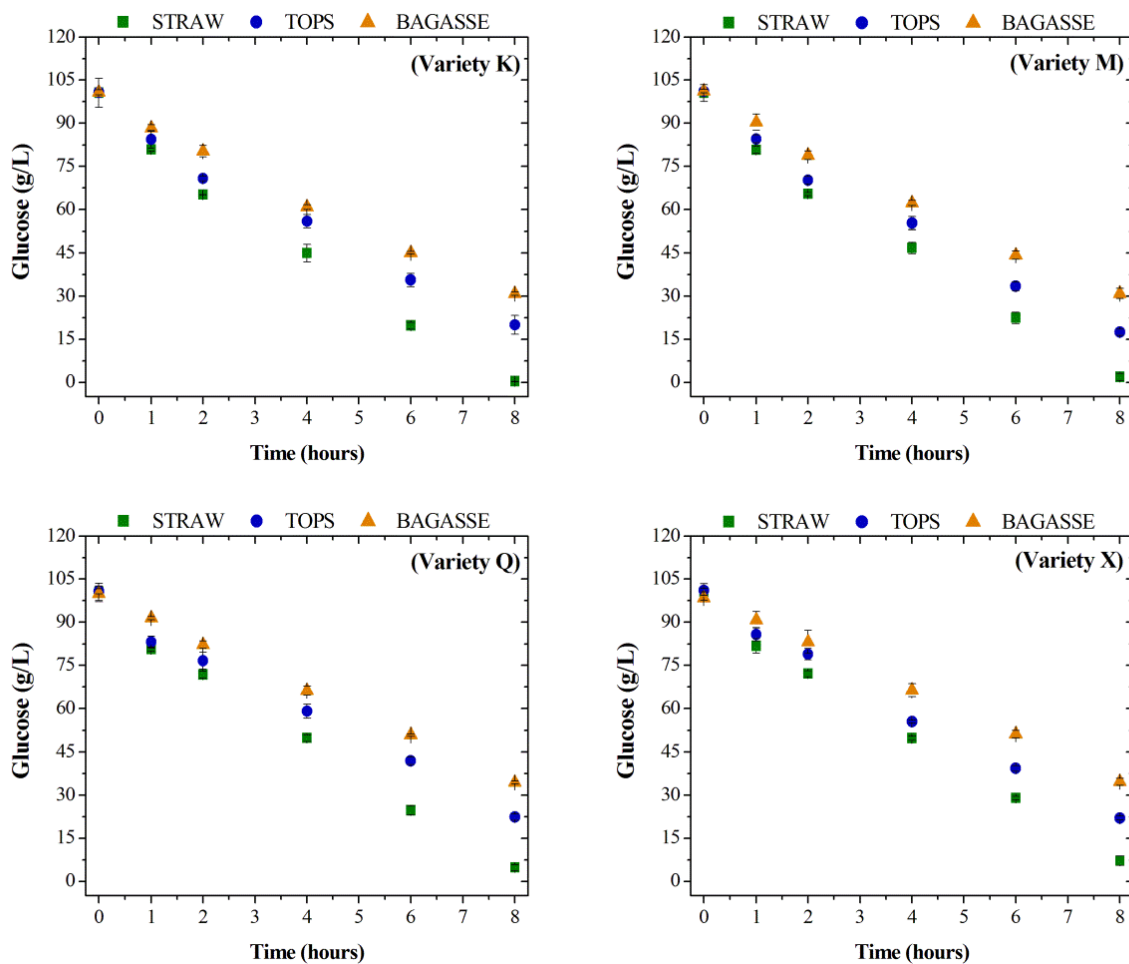 STRAW TOPS BAGASSE
120
(Variety K)
105
90
75
60
45
30
15
0
Glucose (g/L)
0 1 2 3 4 5 6 7 8
Time (hours)
STRAW TOPS BAGASSE
120
(Variety M)
105
90
75
60
45
30
15
0
Glucose (g/L)
0 1 2 3 4 5 6 7 8
Time (hours)
STRAW TOPS BAGASSE
120
(Variety Q)
105
90
75
60
45
30
15
0
Glucose (g/L)
0 1 2 3 4 5 6 7 8
Time (hours)
STRAW TOPS BAGASSE
120
(Variety X)
105
90
75
60
45
30
15
0
Glucose (g/L)
0 1 2 3 4 5 6 7 8
Time (hours)